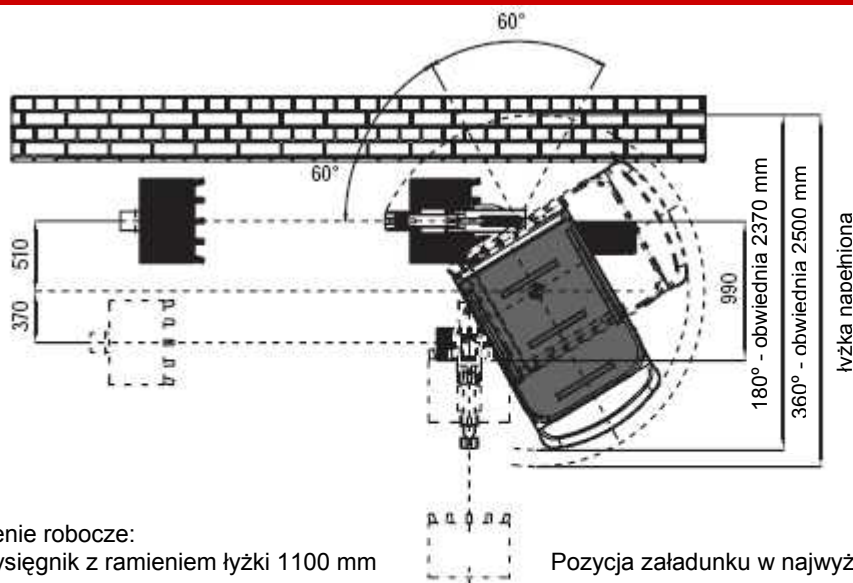 60°
60°
510
370
990
180° - obwiednia 2370 mm
360° - obwiednia 2500 mm
łyżka napełniona
enie robocze:
ysięgnik z ramieniem łyżki 1100 mm
Pozycja załadunku w najwyż